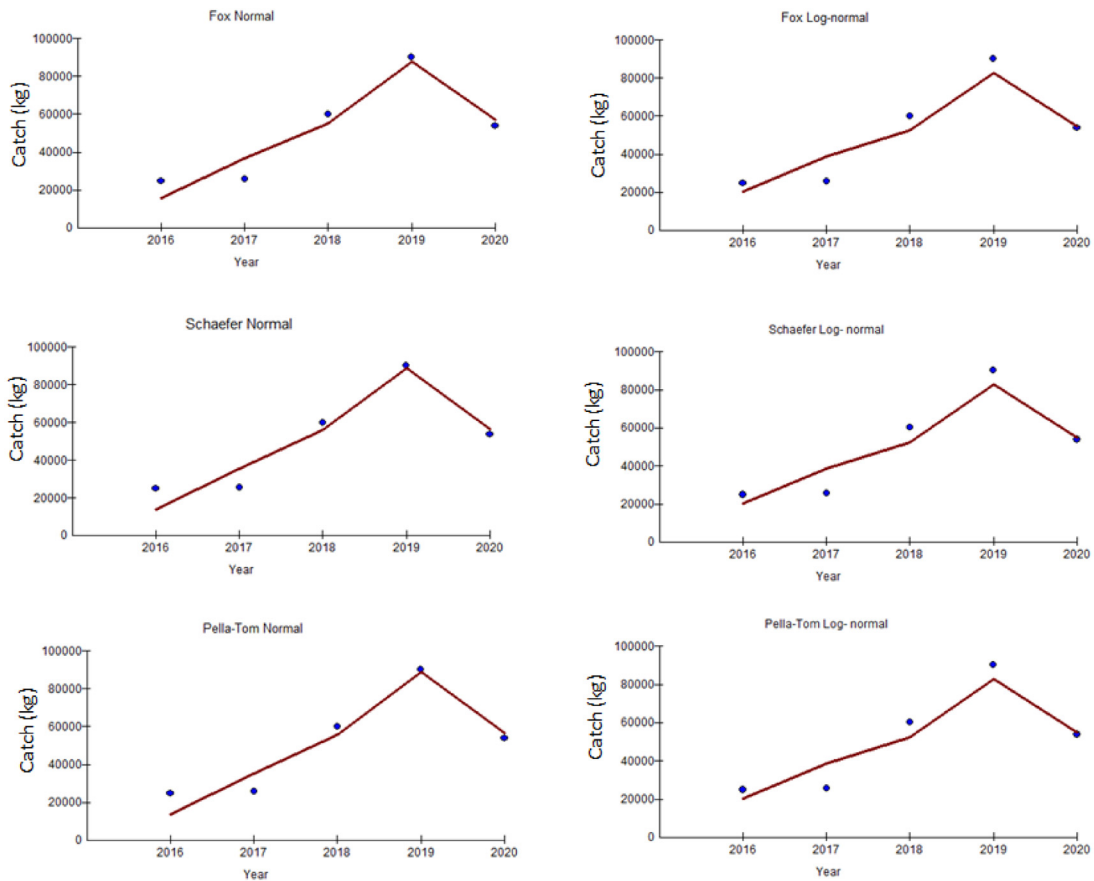 Fox Normal
100000
80000
60000
40000
20000
0
Catch (kg)
2016 2017 2018 2019 2020
Year
Fox Log-normal
100000
80000
60000
40000
20000
0
Catch (kg)
2016 2017 2018 2019 2020
Year
Schaefer Normal
100000
80000
60000
40000
20000
0
Catch (kg)
2016 2017 2018 2019 2020
Year
Schaefer Log- normal
100000
80000
60000
40000
20000
0
Catch (kg)
2016 2017 2018 2019 2020
Year
Pella-Tom Normal
100000
80000
60000
40000
20000
0
Catch (kg)
2016 2017 2018 2019 2020
Year
Pella-Tom Log- normal
100000
80000
60000
40000
20000
0
Catch (kg)
2016 2017 2018 2019 2020
Year